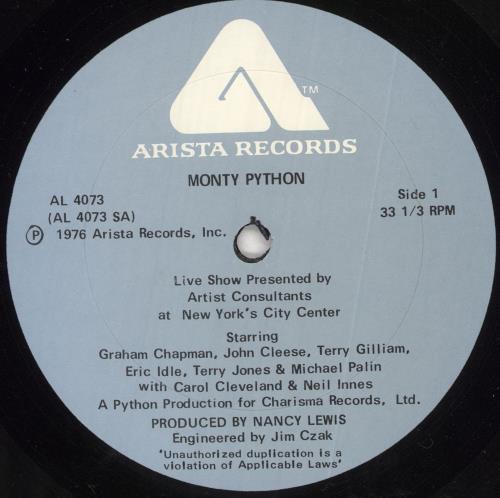 TM
ARISTA RECORDS
MONTY PYTHON
AL 4073
(AL 4073 SA)
Ⓟ 1976 Arista Records, Inc.
Side 1
33 1/3 RPM
Live Show Presented by
Artist Consultants
at New York's City Center
Starring
Graham Chapman, John Cleese, Terry Gilliam,
Eric Idle, Terry Jones & Michael Palin
with Carol Cleveland & Neil Innes
A Python Production for Charisma Records, Ltd.
PRODUCED BY NANCY LEWIS
Engineered by Jim Czak
'Unauthorized duplication is a
violation of Applicable Laws'